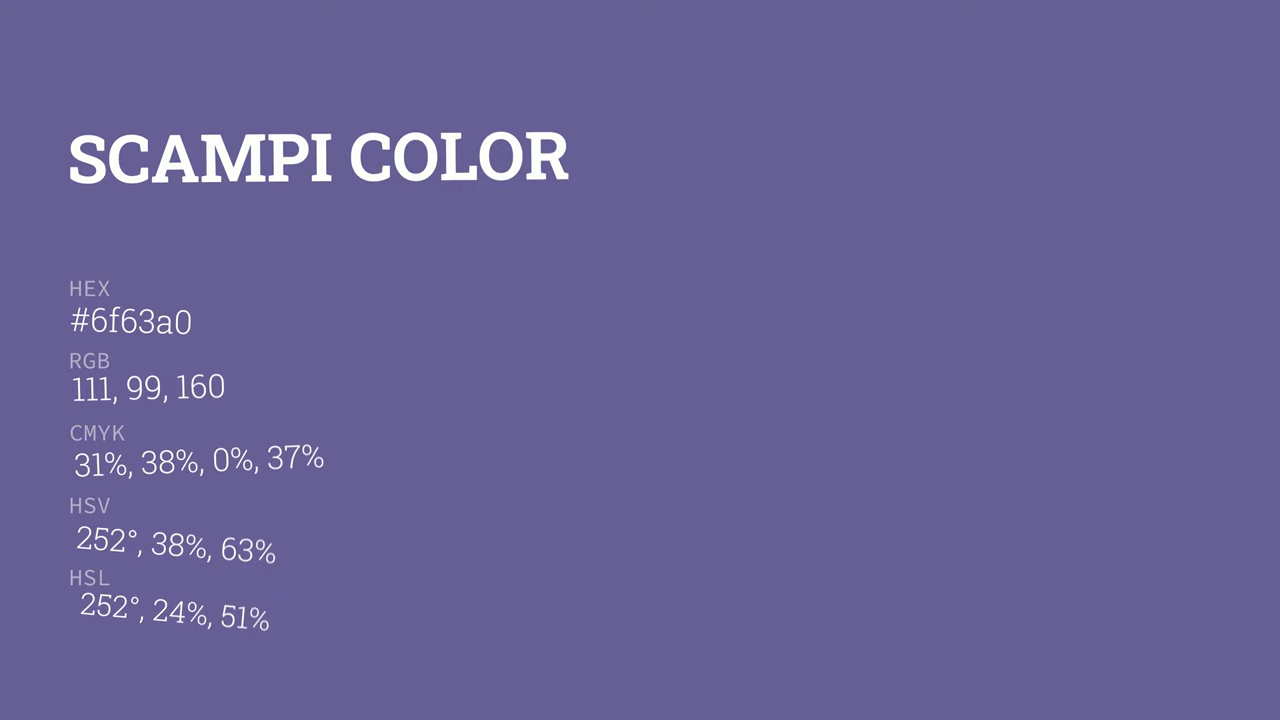 SCAMPI COLOR
HEX
#6f63a0
RGB
111, 99, 160
CMYK
31%, 38%, 0%, 37%
HSV
252°, 38%, 63%
HSL
252°, 24%, 51%